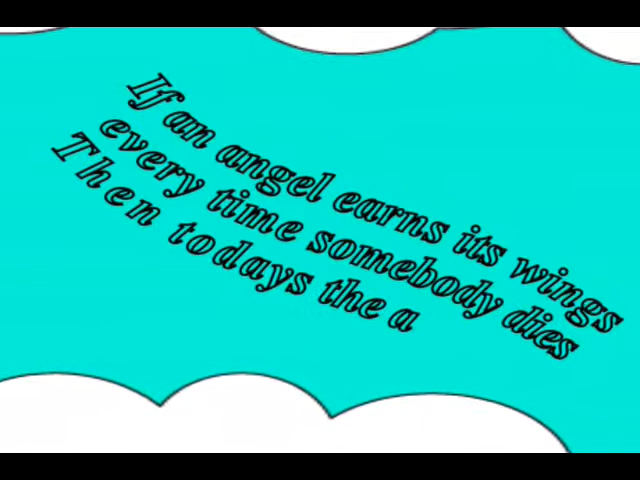 If an angel earns its wings
every time somebody dies
Then todays the a